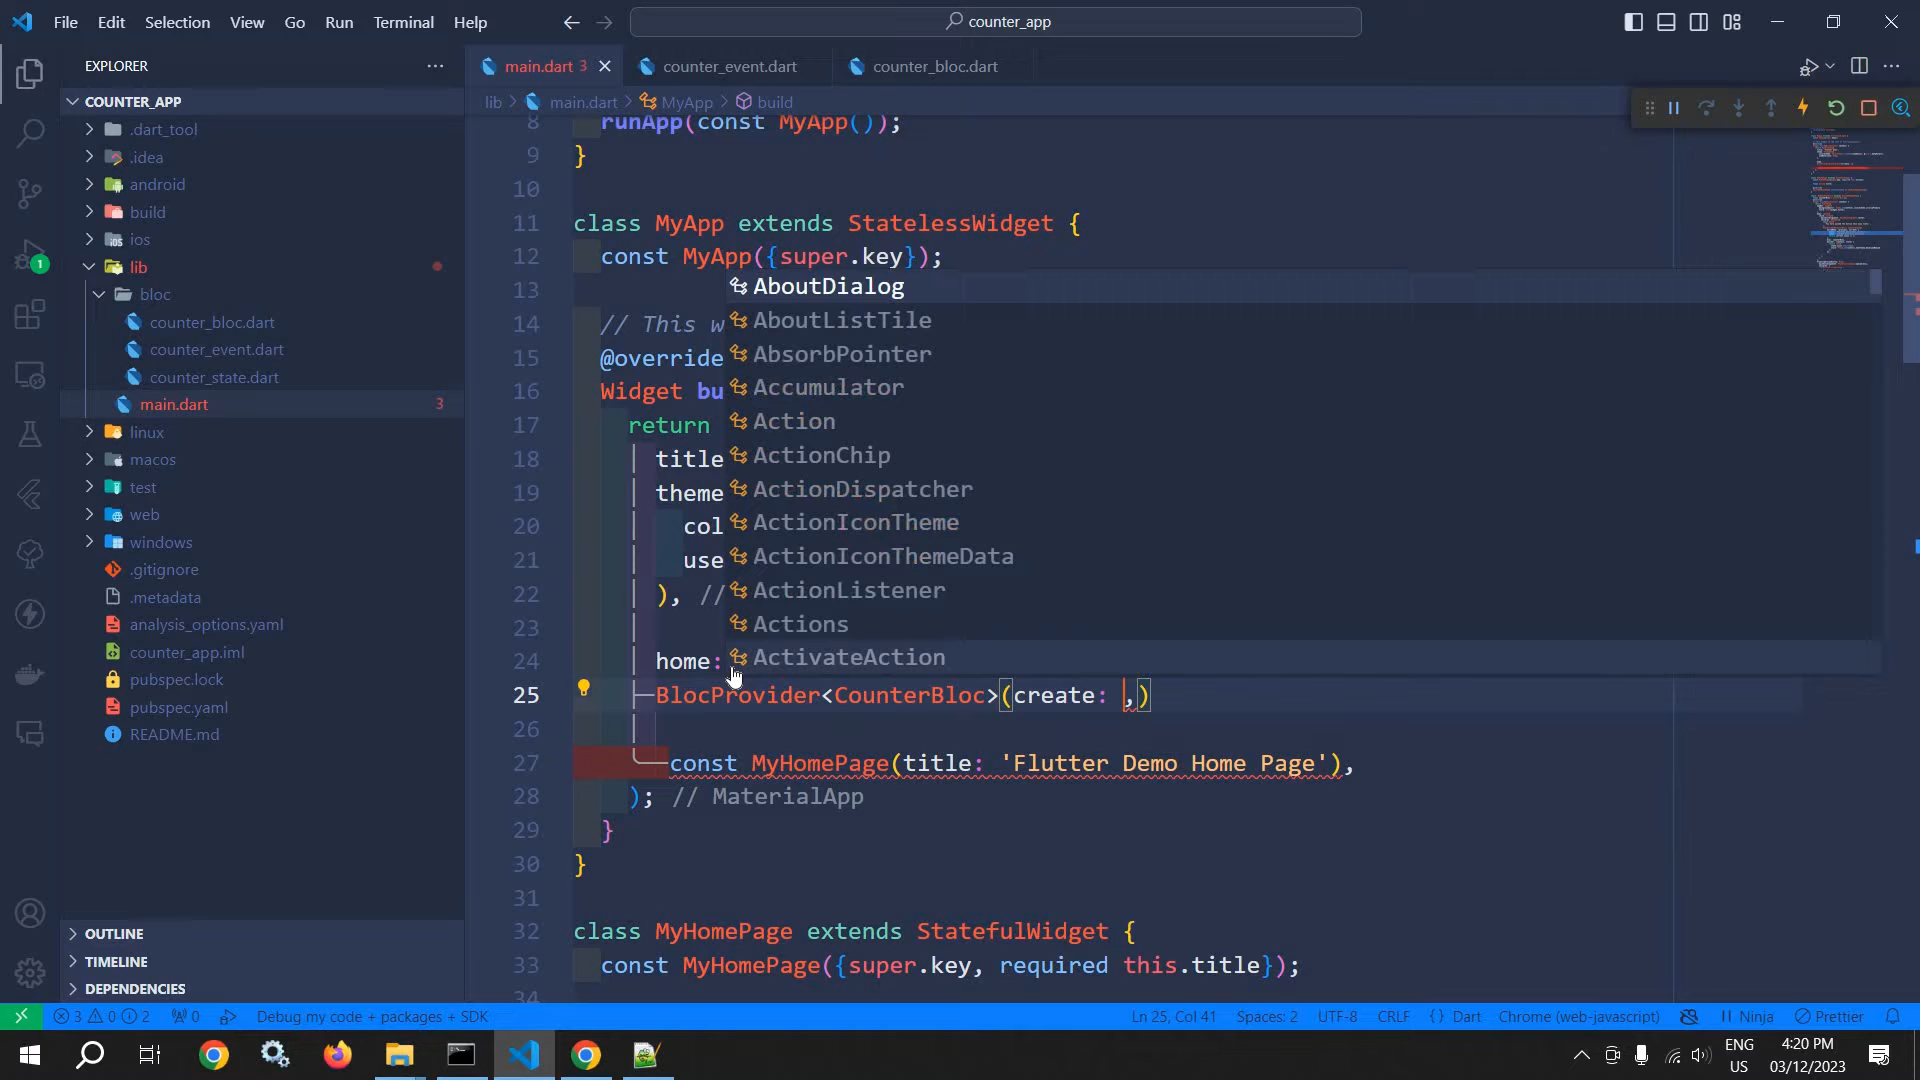 File Edit Selection View Go Run Terminal Help
counter_app
EXPLORER
COUNTER_APP
.dart_tool
.idea
android
build
ios
lib
bloc
counter_bloc.dart
counter_event.dart
counter_state.dart
main.dart 3
linux
macos
test
web
windows
.gitignore
.metadata
analysis_options.yaml
counter_app.iml
pubspec.lock
pubspec.yaml
README.md
OUTLINE
TIMELINE
DEPENDENCIES
1
main.dart 3
counter_event.dart
counter_bloc.dart
lib > main.dart > MyApp > build
8 runApp(const MyApp());
9 }
10
11 class MyApp extends StatelessWidget {
12 const MyApp({super.key});
13
14 // This w
15 @override
16 Widget bu
17 return
18 title
19 theme
20 col
21 use
22 ), //
23
24 home:
25 BlocProvider<CounterBloc>(create: ,)
26
27 const MyHomePage(title: 'Flutter Demo Home Page'),
28 ); // MaterialApp
29 }
30 }
31
32 class MyHomePage extends StatefulWidget {
33 const MyHomePage({super.key, required this.title});
34
AboutDialog
AboutListTile
AbsorbPointer
Accumulator
Action
ActionChip
ActionDispatcher
ActionIconTheme
ActionIconThemeData
ActionListener
Actions
ActivateAction
3 0 2 0 Debug my code + packages + SDK
Ln 25, Col 41 Spaces: 2 UTF-8 CRLF {} Dart Chrome (web-javascript) Ninja Prettier
ENG
US
4:20 PM
03/12/2023